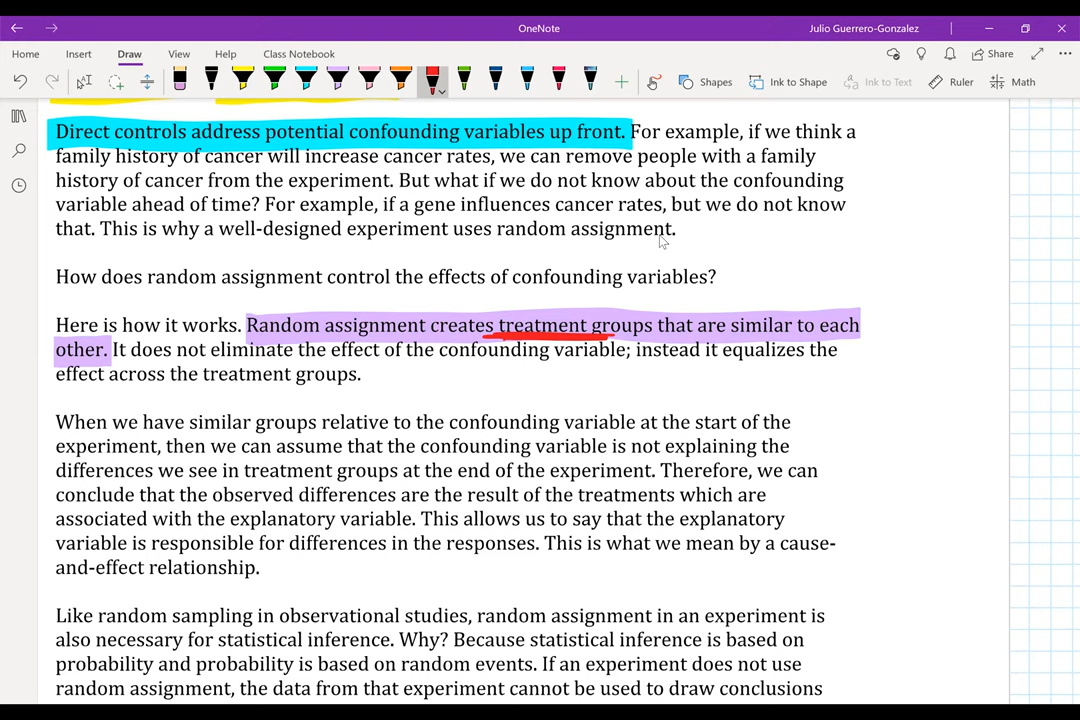 OneNote
Julio Guerrero-Gonzalez
Home Insert Draw View Help Class Notebook
Share
Shapes Ink to Shape Ink to Text Ruler Math
Direct controls address potential confounding variables up front. For example, if we think a
family history of cancer will increase cancer rates, we can remove people with a family
history of cancer from the experiment. But what if we do not know about the confounding
variable ahead of time? For example, if a gene influences cancer rates, but we do not know
that. This is why a well-designed experiment uses random assignment.
How does random assignment control the effects of confounding variables?
Here is how it works. Random assignment creates treatment groups that are similar to each
other. It does not eliminate the effect of the confounding variable; instead it equalizes the
effect across the treatment groups.
When we have similar groups relative to the confounding variable at the start of the
experiment, then we can assume that the confounding variable is not explaining the
differences we see in treatment groups at the end of the experiment. Therefore, we can
conclude that the observed differences are the result of the treatments which are
associated with the explanatory variable. This allows us to say that the explanatory
variable is responsible for differences in the responses. This is what we mean by a cause-
and-effect relationship.
Like random sampling in observational studies, random assignment in an experiment is
also necessary for statistical inference. Why? Because statistical inference is based on
probability and probability is based on random events. If an experiment does not use
random assignment, the data from that experiment cannot be used to draw conclusions